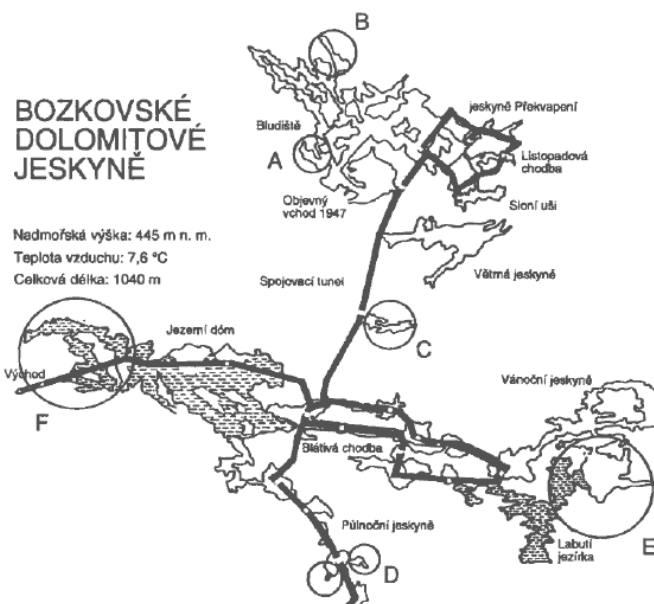 B
BOZKOVSKÉ
DOLOMITOVÉ
JESKYNĚ
jeskyně Překvapení
Bludiště
A
Listopadová
chodba
Objevný
vchod 1947
Sloní uši
Nadmořská výška: 445 m n. m.
Teplota vzduchu: 7,6 °C
Celková délka: 1040 m
Větrná jeskyně
Spojovací tunel
Jezerní dóm
C
Východ
Vánoční jeskyně
F
Blátivá chodba
Půlnoční jeskyně
Labutí
jezírka
E
D